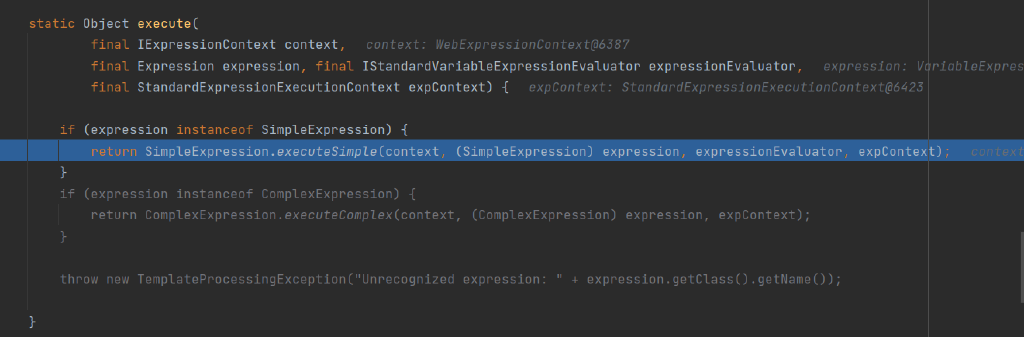 static Object execute(
final IExpressionContext context,   context: WebExpressionContext@6387
final Expression expression, final IStandardVariableExpressionEvaluator expressionEvaluator,   expression: VariableExpres
final StandardExpressionExecutionContext expContext) {   expContext: StandardExpressionExecutionContext@6423
if (expression instanceof SimpleExpression) {
return SimpleExpression.executeSimple(context, (SimpleExpression) expression, expressionEvaluator, expContext);   context
}
if (expression instanceof ComplexExpression) {
return ComplexExpression.executeComplex(context, (ComplexExpression) expression, expContext);
}
throw new TemplateProcessingException("Unrecognized expression: " + expression.getClass().getName());
}